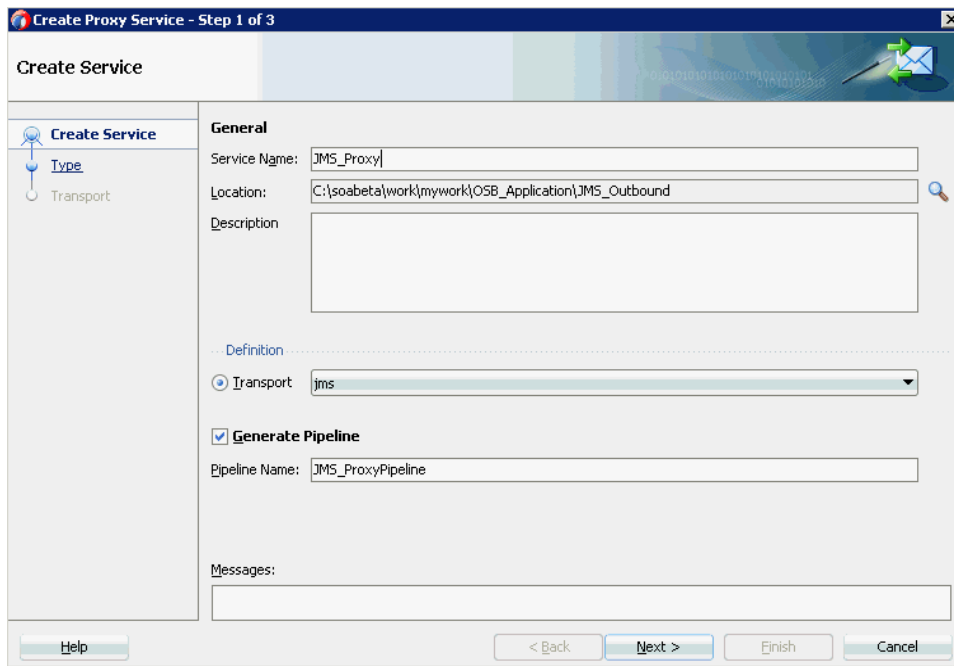 Create Proxy Service - Step 1 of 3
Create Service
Create Service
Type
Transport
General
Service Name: JMS_Proxy
Location: C:\soabeta\work\mywork\OSB_Application\JMS_Outbound
Description
Definition
Transport jms
Generate Pipeline
Pipeline Name: JMS_ProxyPipeline
Messages:
Help < Back Next > Finish Cancel